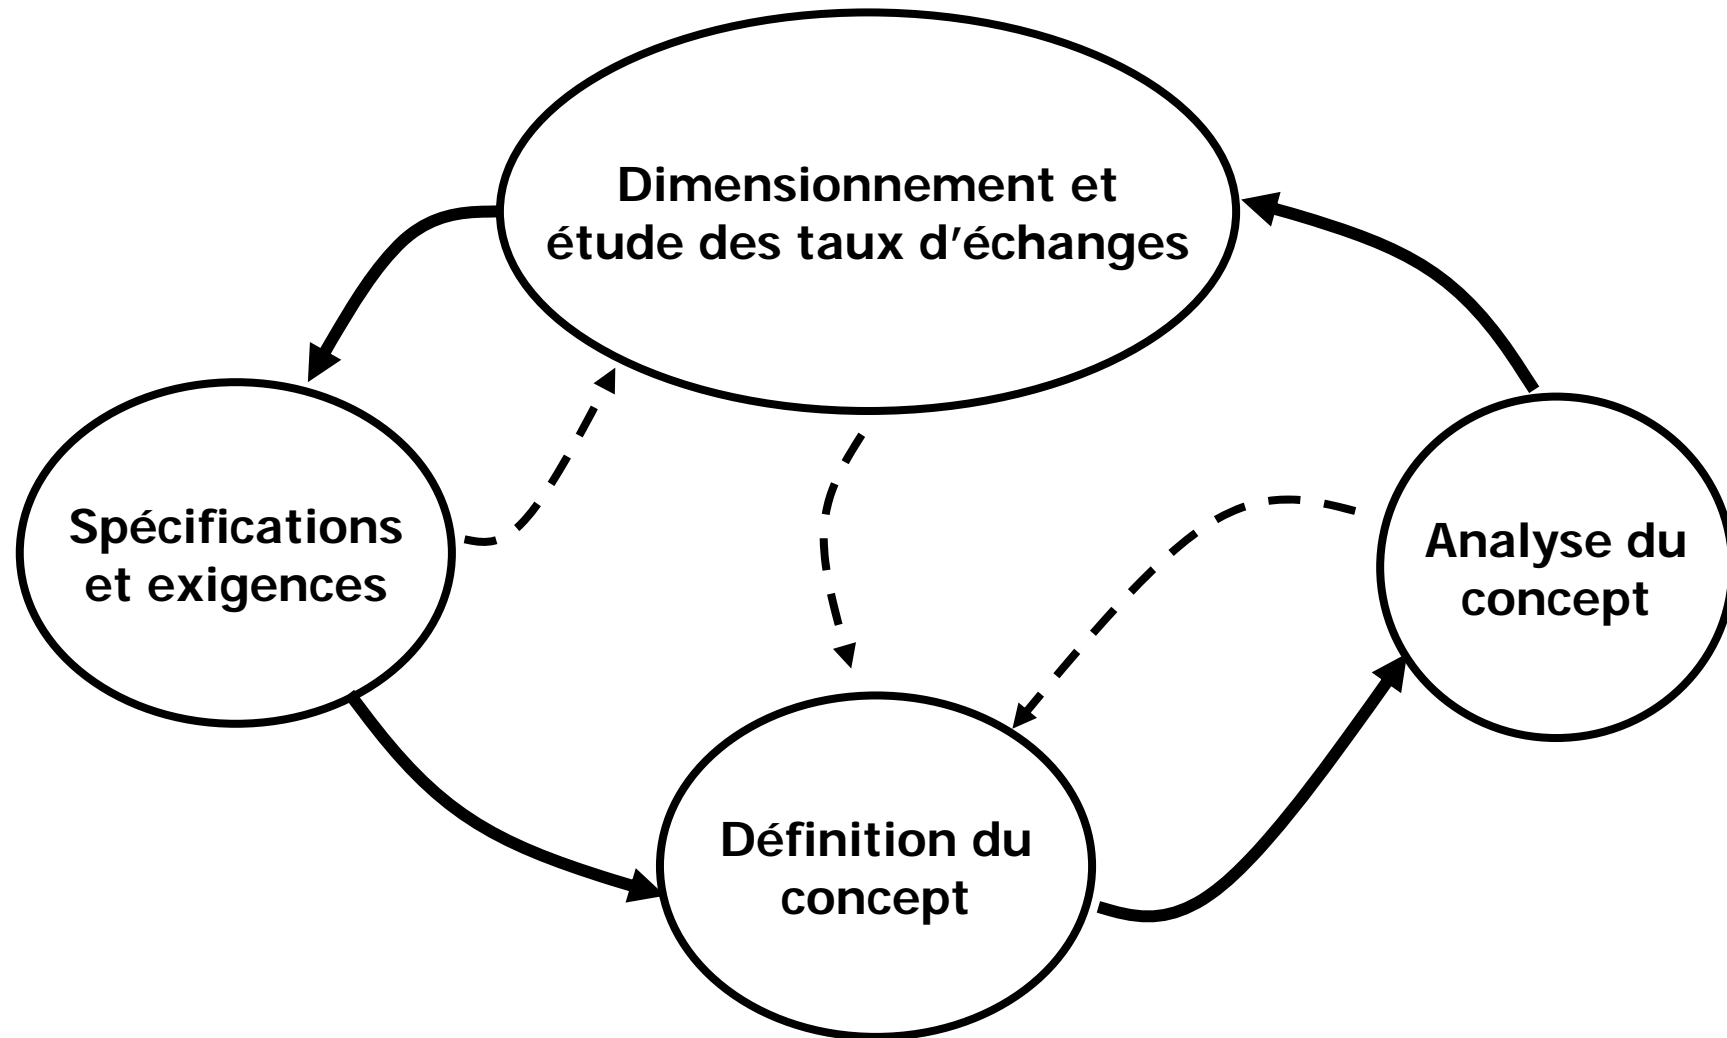 Dimensionnement et
étude des taux d’échanges
Spécifications
et exigences
Analyse du
concept
Définition du
concept